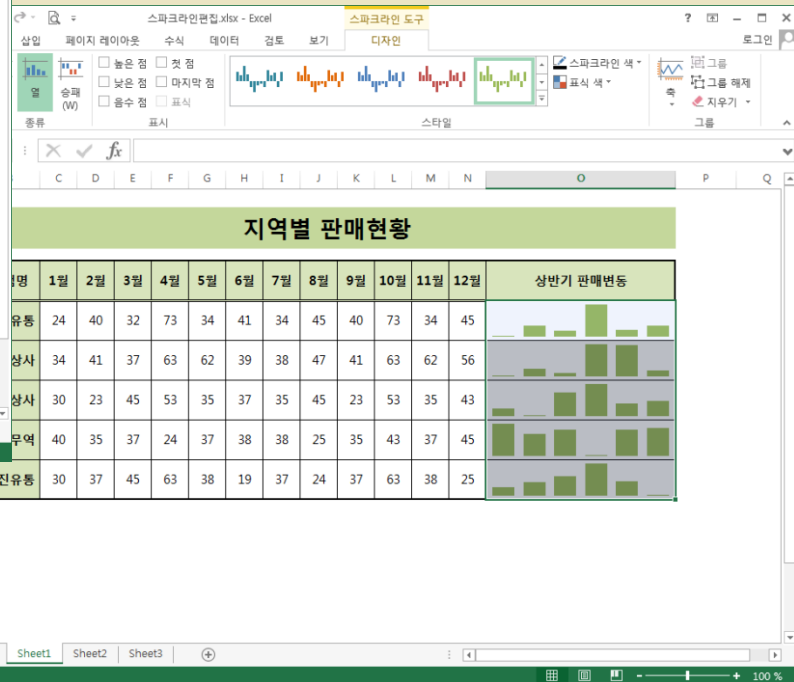 스파크라인편집.xlsx - Excel
스파크라인 도구
?
삽입 페이지 레이아웃 수식 데이터 검토 보기 디자인 로그인
높은 점 첫 점
낮은 점 마지막 점
음수 점 표식
열
승패
(W)
스파크라인 색
표식 색
축
그룹
그룹 해제
지우기
종류 표시 스타일 그룹
fx
C D E F G H I J K L M N O P Q
지역별 판매현황
명 1월 2월 3월 4월 5월 6월 7월 8월 9월 10월 11월 12월 상반기 판매변동
유통 24 40 32 73 34 41 34 45 40 73 34 45
상사 34 41 37 63 62 39 38 47 41 63 62 56
상사 30 23 45 53 35 37 35 45 23 53 35 43
무역 40 35 37 24 37 38 38 25 35 43 37 45
진유통 30 37 45 63 38 19 37 24 37 63 38 25
Sheet1 Sheet2 Sheet3
100 %